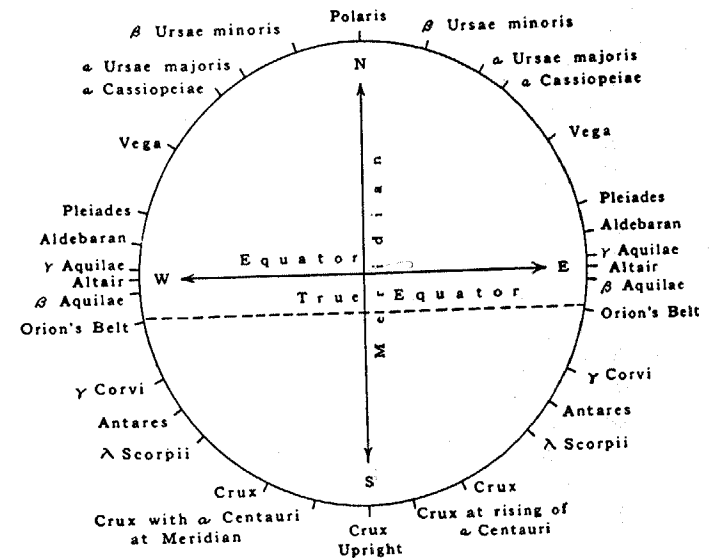 Polaris
β Ursae minoris
β Ursae minoris
α Ursae majoris
α Ursae majoris
α Cassiopeiae
α Cassiopeiae
N
Vega
Vega
Meridian
Pleiades
Pleiades
Aldebaran
Aldebaran
γ Aquilae
γ Aquilae
Equator
Altair
W
E
Altair
β Aquilae
β Aquilae
True Equator
Orion's Belt
Orion's Belt
γ Corvi
γ Corvi
Antares
Antares
λ Scorpii
λ Scorpii
S
Crux
Crux
Crux with α Centauri
at Meridian
Crux
Upright
Crux at rising of
α Centauri